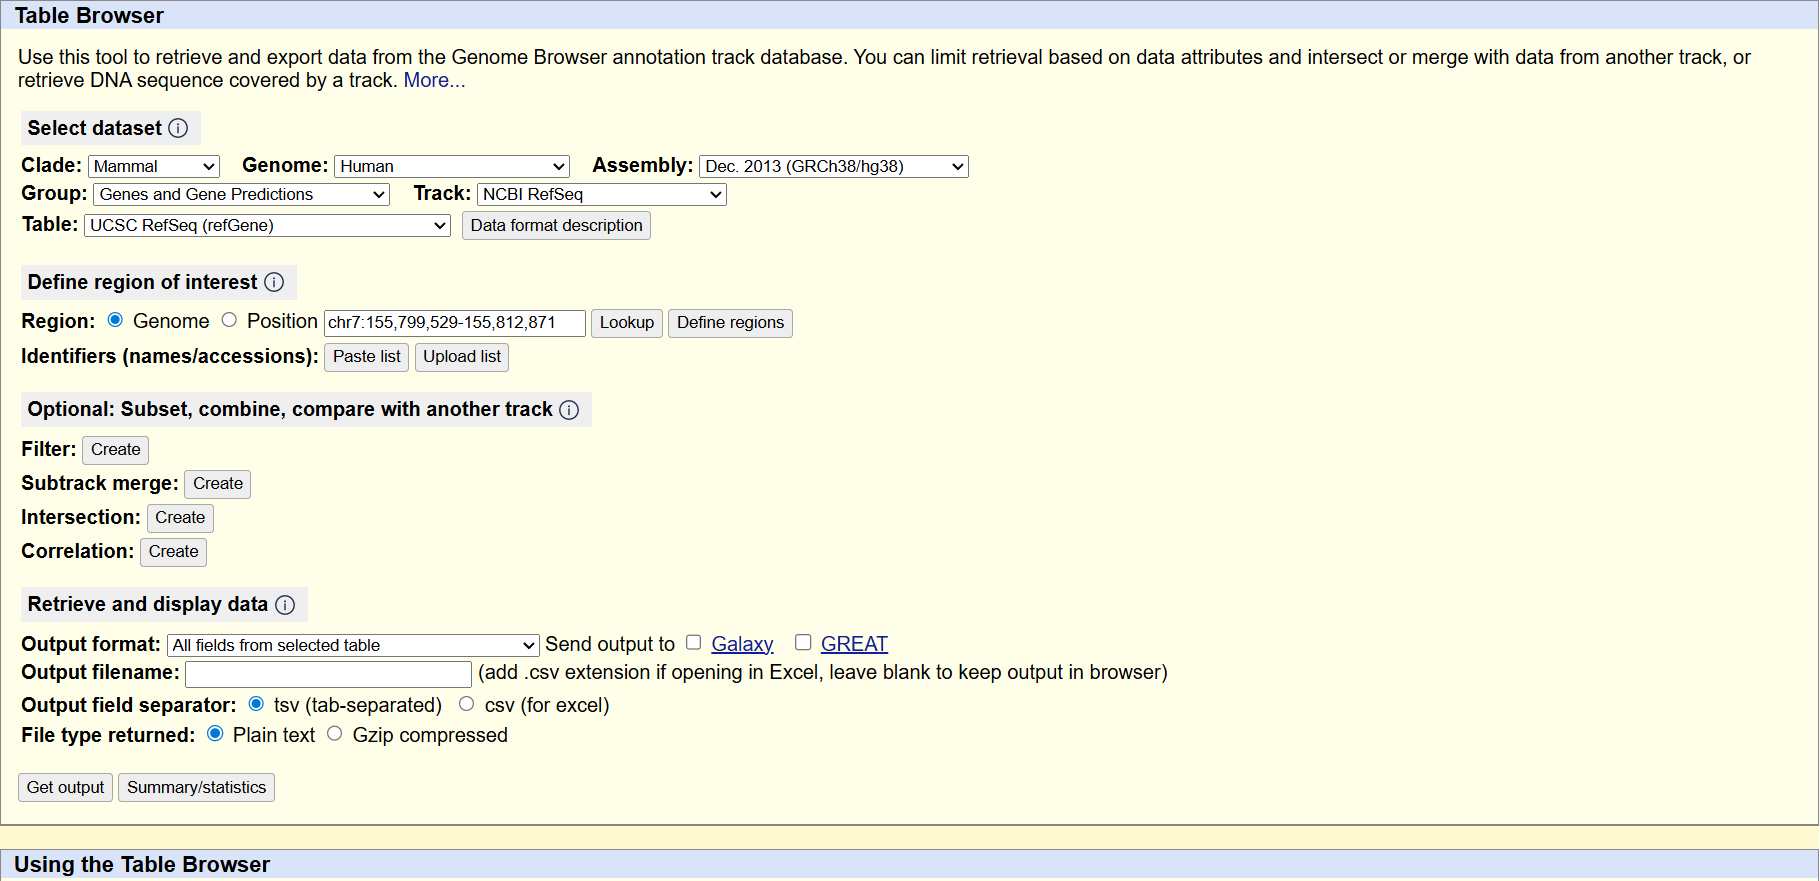 Table Browser
Use this tool to retrieve and export data from the Genome Browser annotation track database. You can limit retrieval based on data attributes and intersect or merge with data from another track, or
retrieve DNA sequence covered by a track. More...
Select dataset
Clade: Mammal Genome: Human Assembly: Dec. 2013 (GRCh38/hg38)
Group: Genes and Gene Predictions Track: NCBI RefSeq
Table: UCSC RefSeq (refGene) Data format description
Define region of interest
Region: Genome Position chr7:155,799,529-155,812,871 Lookup Define regions
Identifiers (names/accessions): Paste list Upload list
Optional: Subset, combine, compare with another track
Filter: Create
Subtrack merge: Create
Intersection: Create
Correlation: Create
Retrieve and display data
Output format: All fields from selected table Send output to Galaxy GREAT
Output filename: (add .csv extension if opening in Excel, leave blank to keep output in browser)
Output field separator: tsv (tab-separated) csv (for excel)
File type returned: Plain text Gzip compressed
Get output Summary/statistics
Using the Table Browser